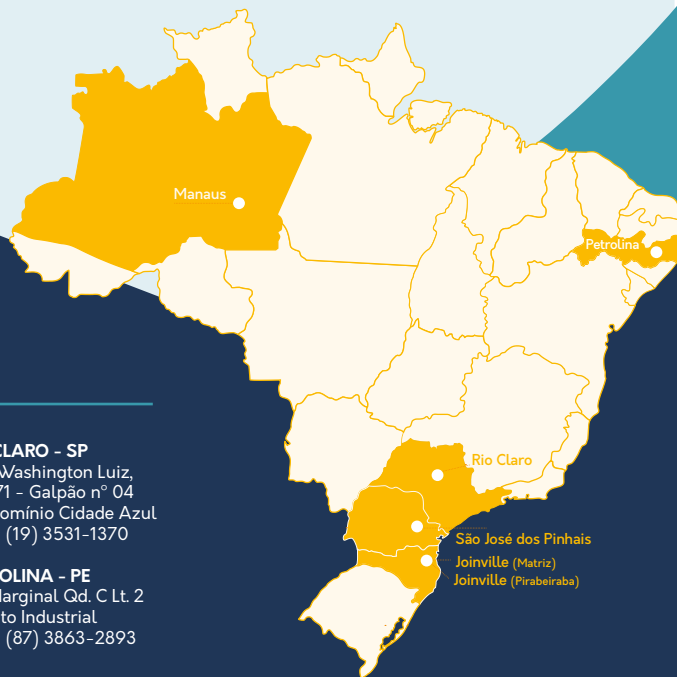 Manaus
Petrolina
Rio Claro
São José dos Pinhais
Joinville (Matriz)
Joinville (Pirabeiraba)
CLARO - SP
Washington Luiz,
71 - Galpão nº 04
omínio Cidade Azul
(19) 3531-1370
OLINA - PE
Marginal Qd. C Lt. 2
to Industrial
(87) 3863-2893